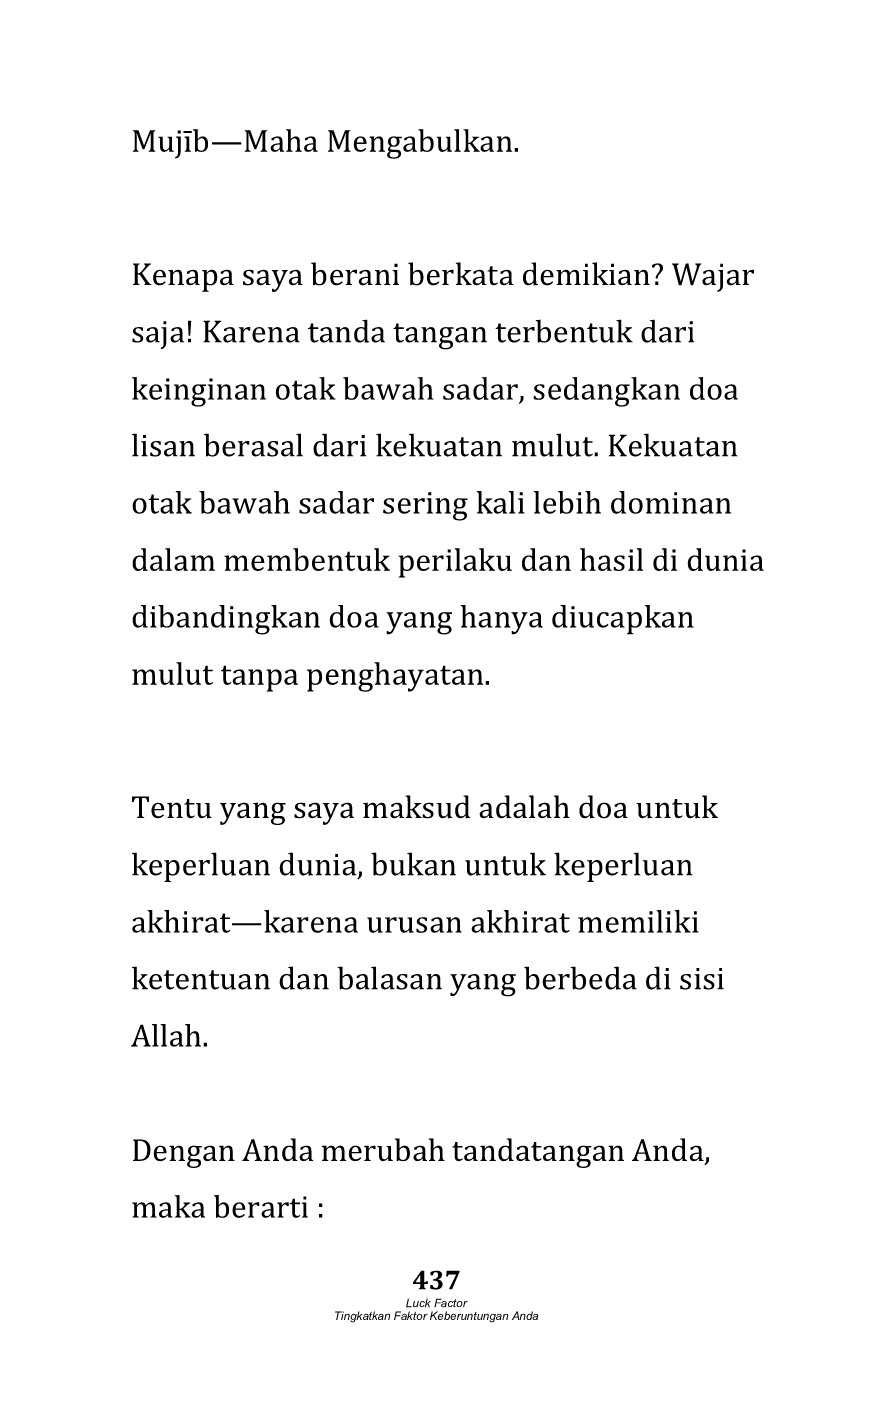 Mujīb—Maha Mengabulkan.
Kenapa saya berani berkata demikian? Wajar
saja! Karena tanda tangan terbentuk dari
keinginan otak bawah sadar, sedangkan doa
lisan berasal dari kekuatan mulut. Kekuatan
otak bawah sadar sering kali lebih dominan
dalam membentuk perilaku dan hasil di dunia
dibandingkan doa yang hanya diucapkan
mulut tanpa penghayatan.
Tentu yang saya maksud adalah doa untuk
keperluan dunia, bukan untuk keperluan
akhirat—karena urusan akhirat memiliki
ketentuan dan balasan yang berbeda di sisi
Allah.
Dengan Anda merubah tandatangan Anda,
maka berarti :
437
Luck Factor
Tingkatkan Faktor Keberuntungan Anda